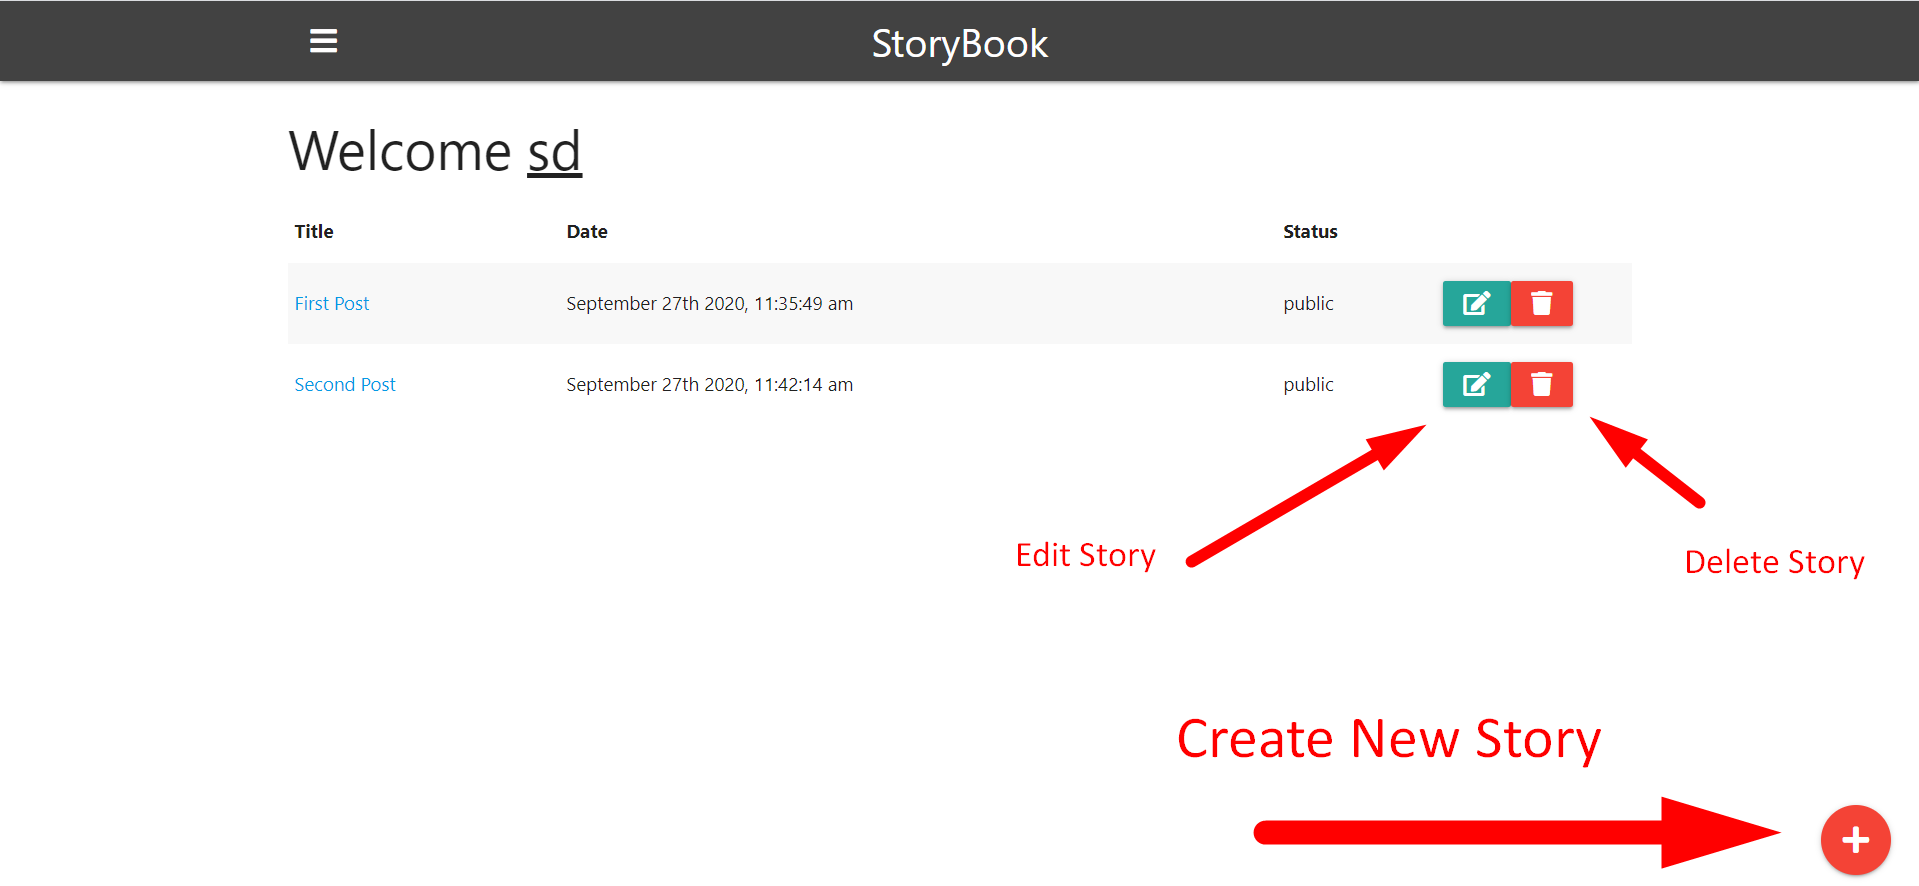 StoryBook
Welcome sd
Title Date Status
First Post September 27th 2020, 11:35:49 am public
Second Post September 27th 2020, 11:42:14 am public
Edit Story
Delete Story
Create New Story